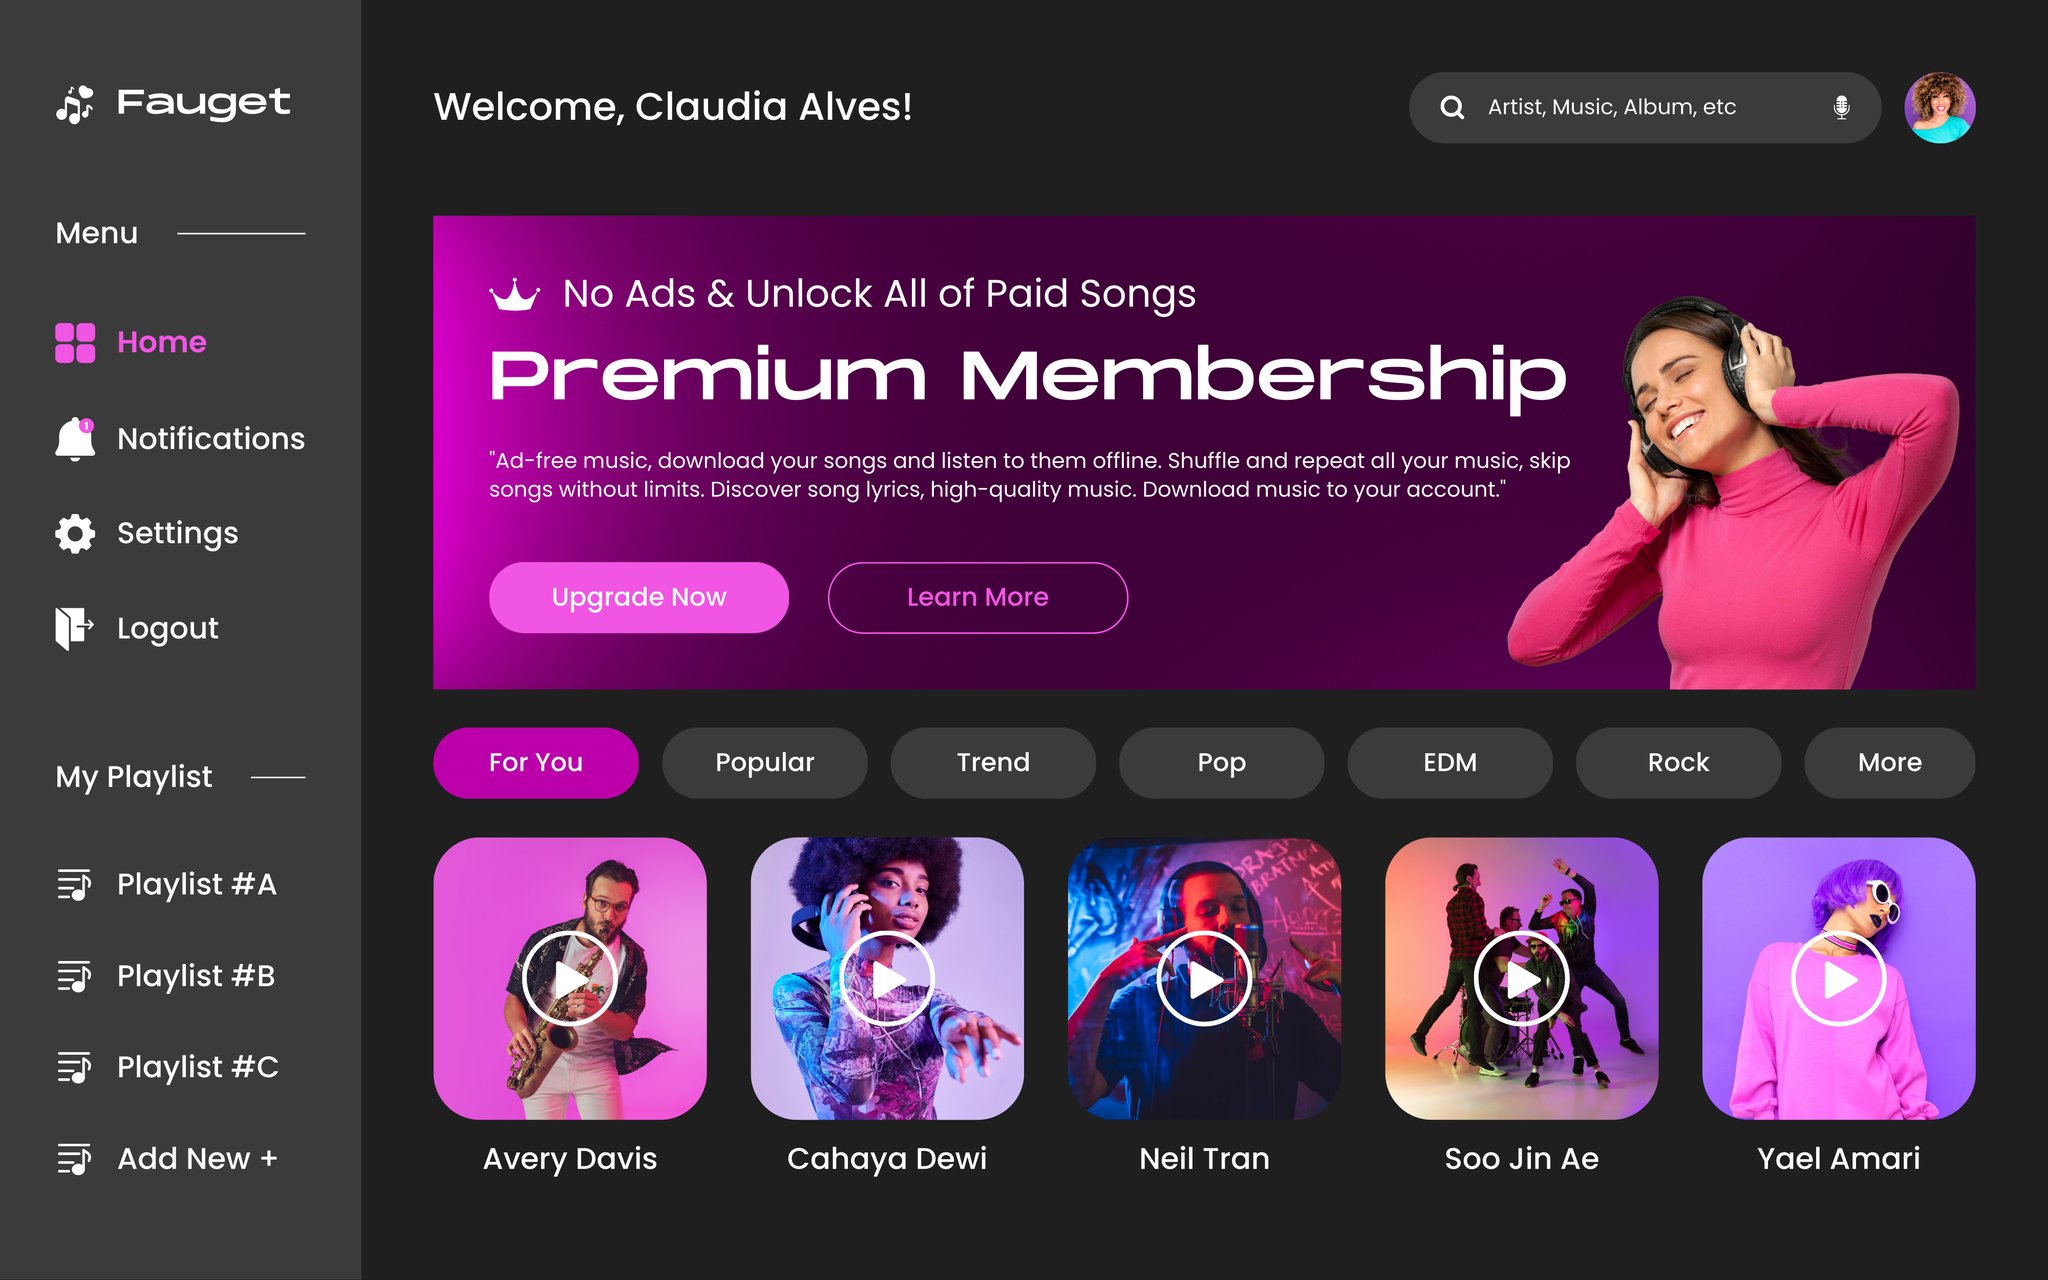 Fauget
Menu
Home
1
Notifications
Settings
Logout
My Playlist
Playlist #A
Playlist #B
Playlist #C
Add New +
Welcome, Claudia Alves!
Artist, Music, Album, etc
No Ads & Unlock All of Paid Songs
Premium Membership
"Ad-free music, download your songs and listen to them offline. Shuffle and repeat all your music, skip
songs without limits. Discover song lyrics, high-quality music. Download music to your account."
Upgrade Now
Learn More
For You
Popular
Trend
Pop
EDM
Rock
More
Avery Davis
Cahaya Dewi
Neil Tran
Soo Jin Ae
Yael Amari